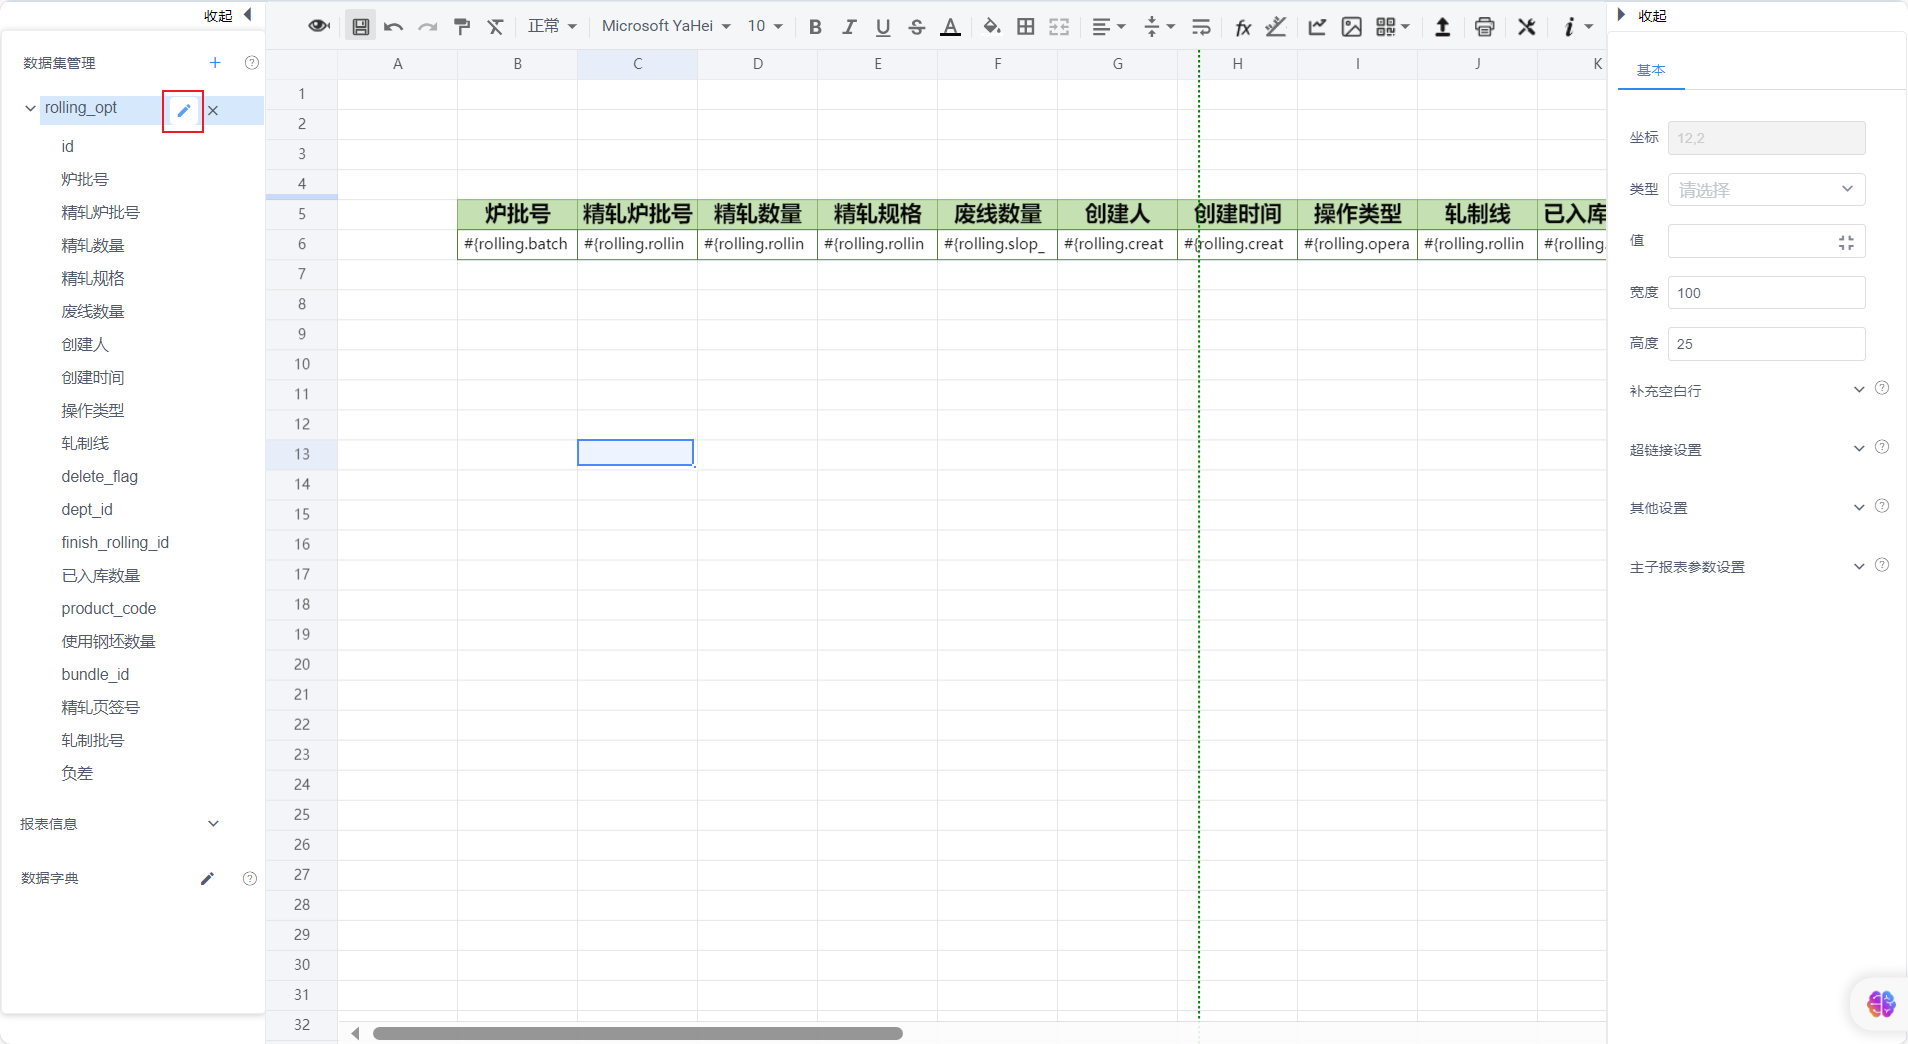 收起
数据集管理
rolling_opt
id
炉批号
精轧炉批号
精轧数量
精轧规格
废线数量
创建人
创建时间
操作类型
轧制线
delete_flag
dept_id
finish_rolling_id
已入库数量
product_code
使用钢坯数量
bundle_id
精轧页签号
轧制批号
负差
报表信息
数据字典
正常 Microsoft YaHei 10 B I U S A fx i
A B C D E F G H I J K
1
2
3
4
5 炉批号 精轧炉批号 精轧数量 精轧规格 废线数量 创建人 创建时间 操作类型 轧制线 已入库
6 #{rolling.batch #{rolling.rollin #{rolling.rollin #{rolling.rollin #{rolling.slop_ #{rolling.creat #{rolling.creat #{rolling.opera #{rolling.rollin #{rolling.
7
8
9
10
11
12
13
14
15
16
17
18
19
20
21
22
23
24
25
26
27
28
29
30
31
32
收起
基本
坐标 12,2
类型 请选择
值
宽度 100
高度 25
补充空白行
超链接设置
其他设置
主子报表参数设置